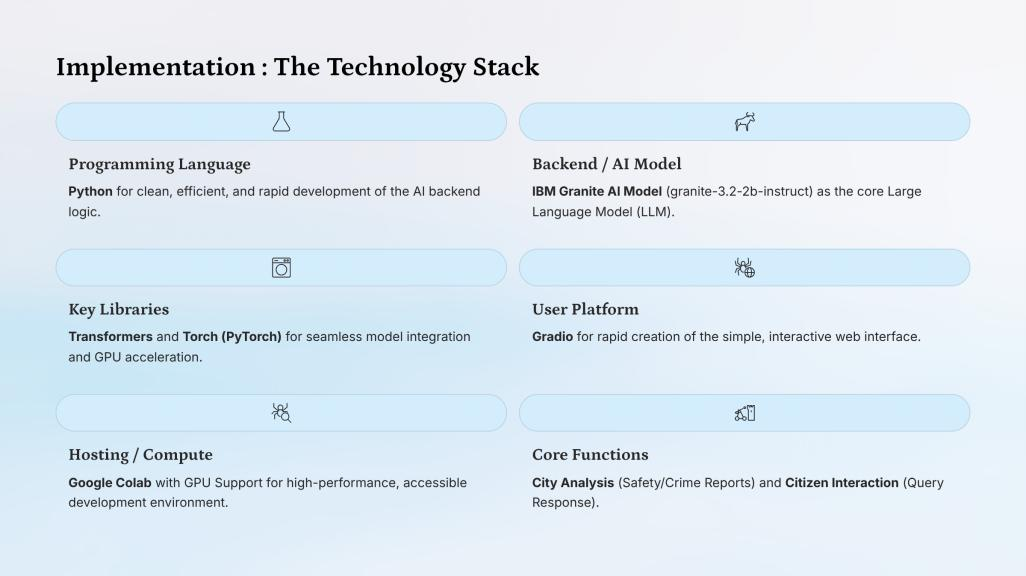 Implementation : The Technology Stack
Programming Language
Python for clean, efficient, and rapid development of the AI backend
logic.
Backend / AI Model
IBM Granite AI Model (granite-3.2-2b-instruct) as the core Large
Language Model (LLM).
Key Libraries
Transformers and Torch (PyTorch) for seamless model integration
and GPU acceleration.
User Platform
Gradio for rapid creation of the simple, interactive web interface.
Hosting / Compute
Google Colab with GPU Support for high-performance, accessible
development environment.
Core Functions
City Analysis (Safety/Crime Reports) and Citizen Interaction (Query
Response).